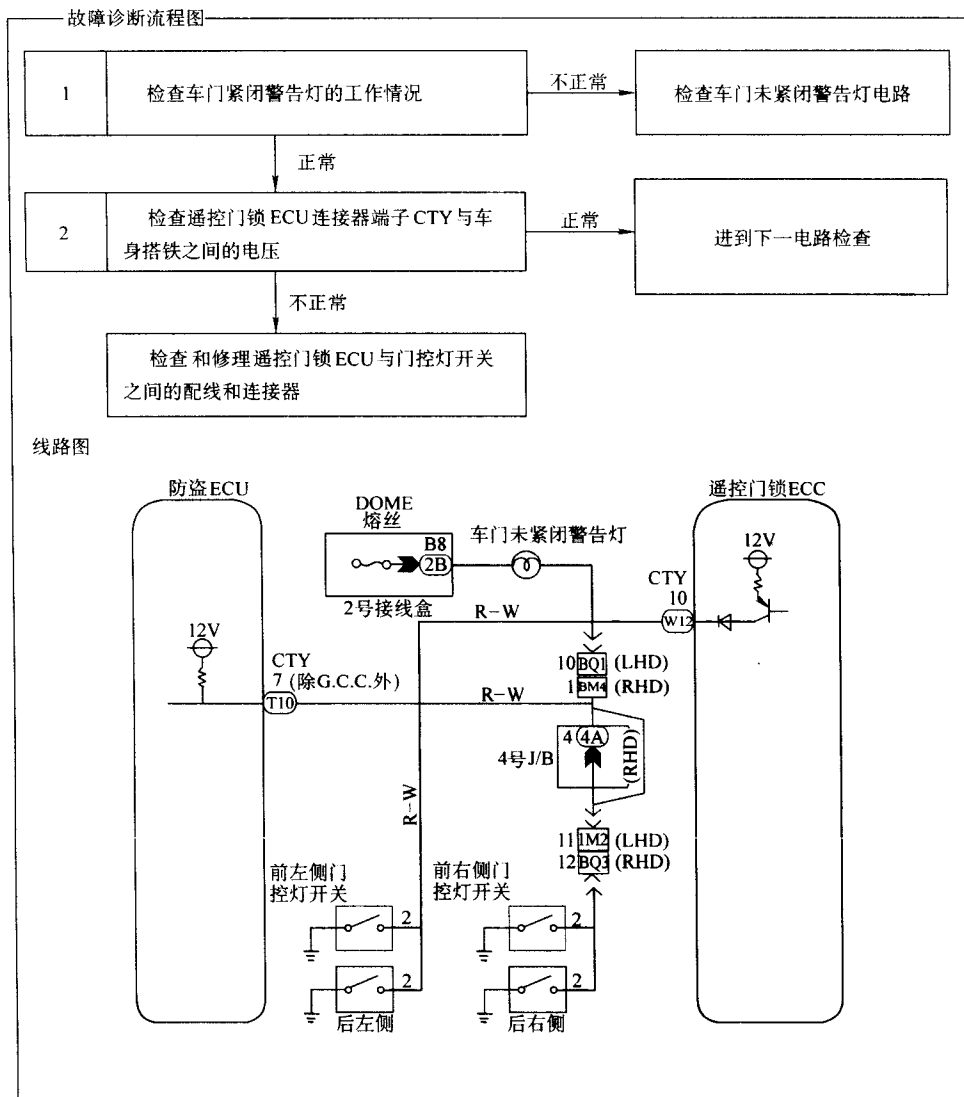 故障诊断流程图
1
检查车门紧闭警告灯的工作情况
不正常
检查车门未紧闭警告灯电路
正常
2
检查遥控门锁ECU连接器端子CTY与车
身搭铁之间的电压
正常
进到下一电路检查
不正常
检查和修理遥控门锁ECU与门控灯开关
之间的配线和连接器
线路图
防盗ECU
DOME
熔丝
B8
2B
2号接线盒
车门未紧闭警告灯
遥控门锁ECC
12V
CTY
10
W12
R-W
12V
CTY
7 (除G.C.C.外)
T10
R-W
10 BQ1 (LHD)
1 BM4 (RHD)
4 4A
4号J/B
(RHD)
R-W
11 1M2 (LHD)
12 BQ3 (RHD)
前左侧门
控灯开关
2
前右侧门
控灯开关
2
2
后左侧
2
后右侧